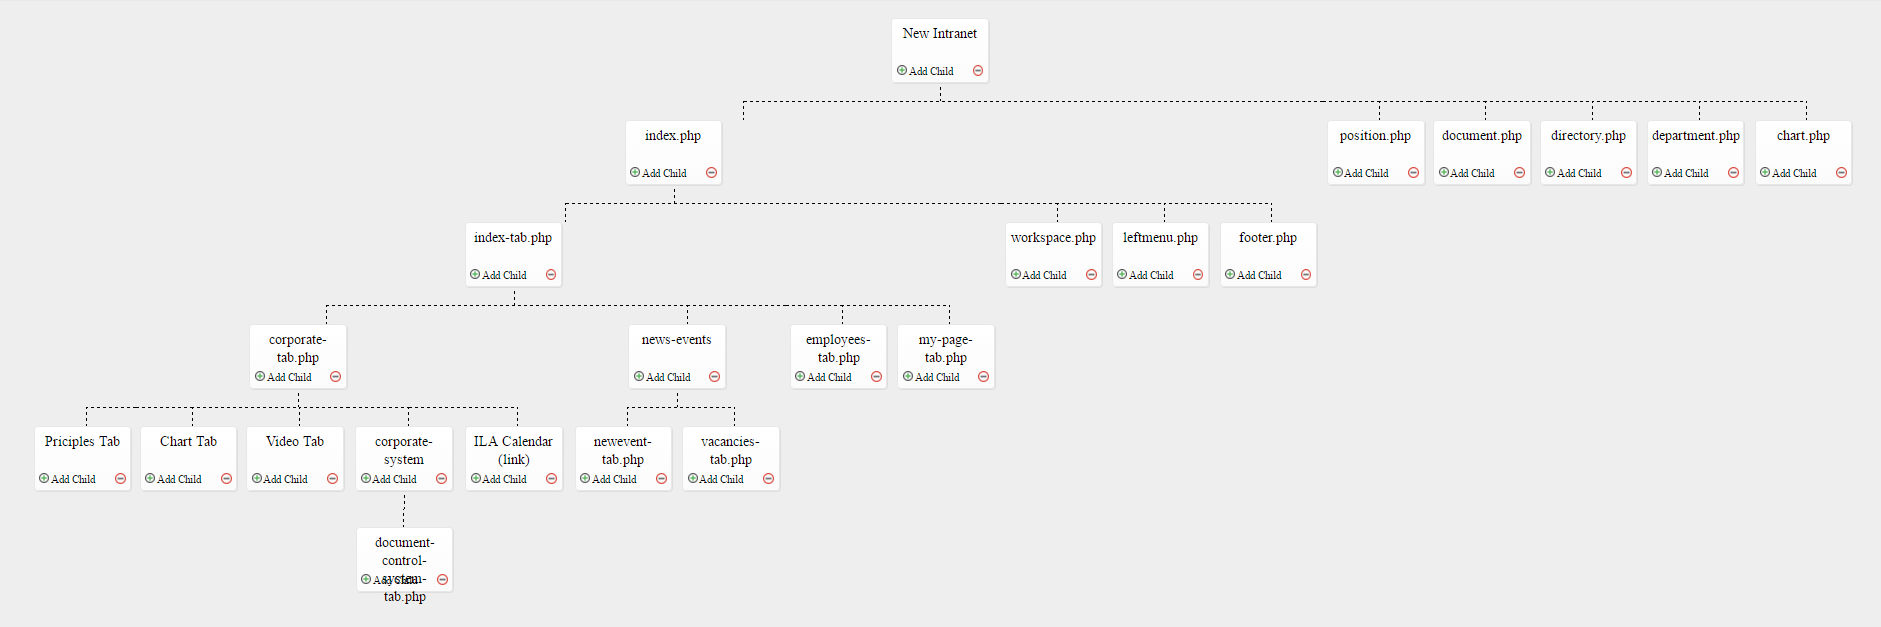 New Intranet
Add Child
index.php
Add Child
position.php
Add Child
document.php
Add Child
directory.php
Add Child
department.php
Add Child
chart.php
Add Child
index-tab.php
Add Child
workspace.php
Add Child
leftmenu.php
Add Child
footer.php
Add Child
corporate-
tab.php
Add Child
news-events
Add Child
employees-
tab.php
Add Child
my-page-
tab.php
Add Child
Priciples Tab
Add Child
Chart Tab
Add Child
Video Tab
Add Child
corporate-
system
Add Child
ILA Calendar
(link)
Add Child
newevent-
tab.php
Add Child
vacancies-
tab.php
Add Child
document-
control-
system-
Add Child
tab.php